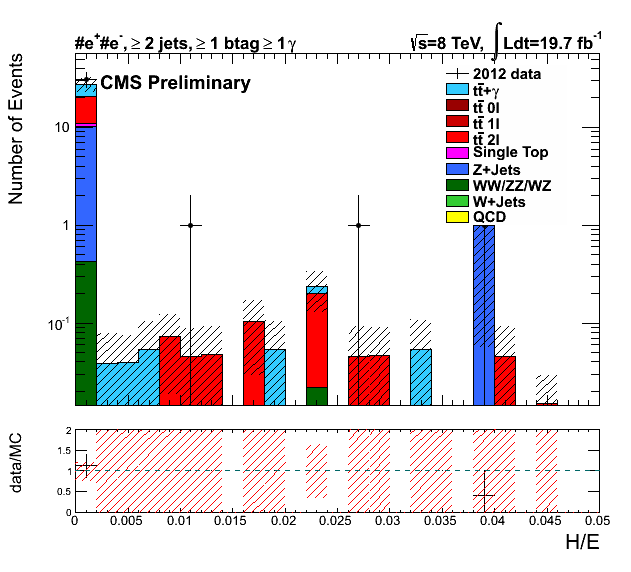 #e+#e-, ≥ 2 jets, ≥ 1 btag ≥ 1 γ
√s=8 TeV, ∫ Ldt=19.7 fb-1
CMS Preliminary
Number of Events
10
1
10-1
2012 data
tt̄+γ
tt̄ 0l
tt̄ 1l
tt̄ 2l
Single Top
Z+Jets
WW/ZZ/WZ
W+Jets
QCD
data/MC
2
1.5
1
0.5
0
0 0.005 0.01 0.015 0.02 0.025 0.03 0.035 0.04 0.045 0.05
H/E